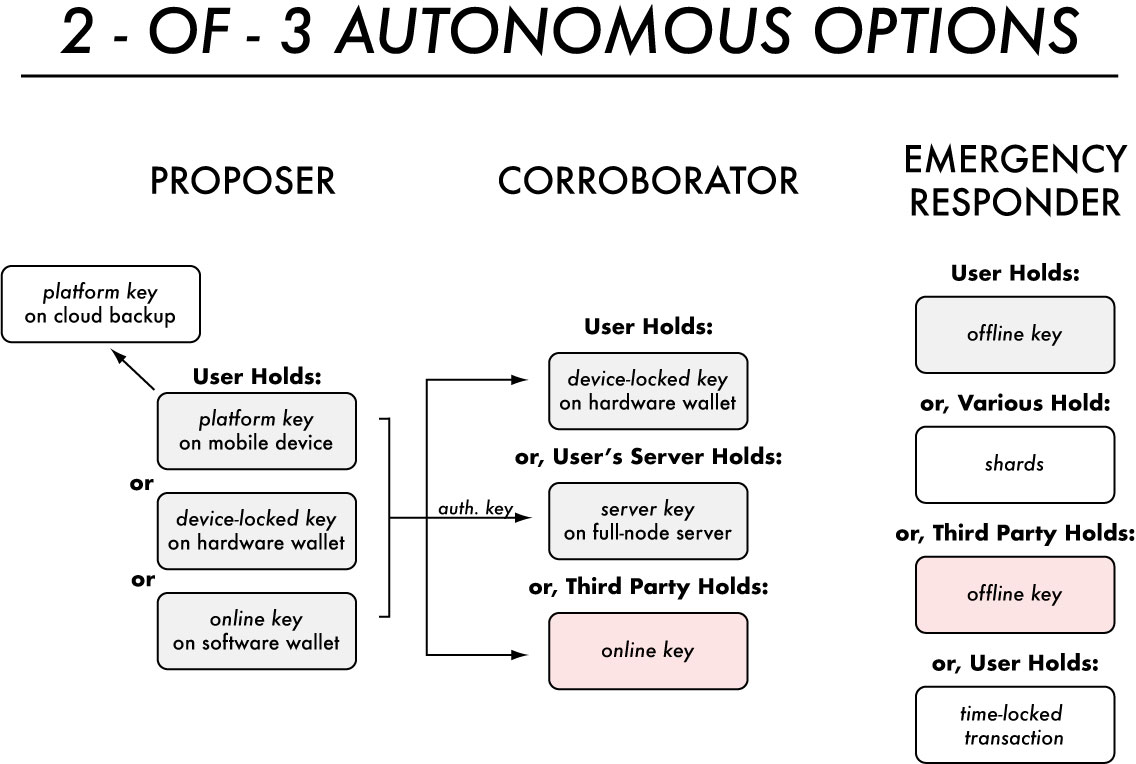 2 - OF - 3 AUTONOMOUS OPTIONS
PROPOSER
platform key
on cloud backup
User Holds:
platform key
on mobile device
or
device-locked key
on hardware wallet
or
online key
on software wallet
auth. key
CORROBORATOR
User Holds:
device-locked key
on hardware wallet
or, User's Server Holds:
server key
on full-node server
or, Third Party Holds:
online key
EMERGENCY
RESPONDER
User Holds:
offline key
or, Various Hold:
shards
or, Third Party Holds:
offline key
or, User Holds:
time-locked
transaction